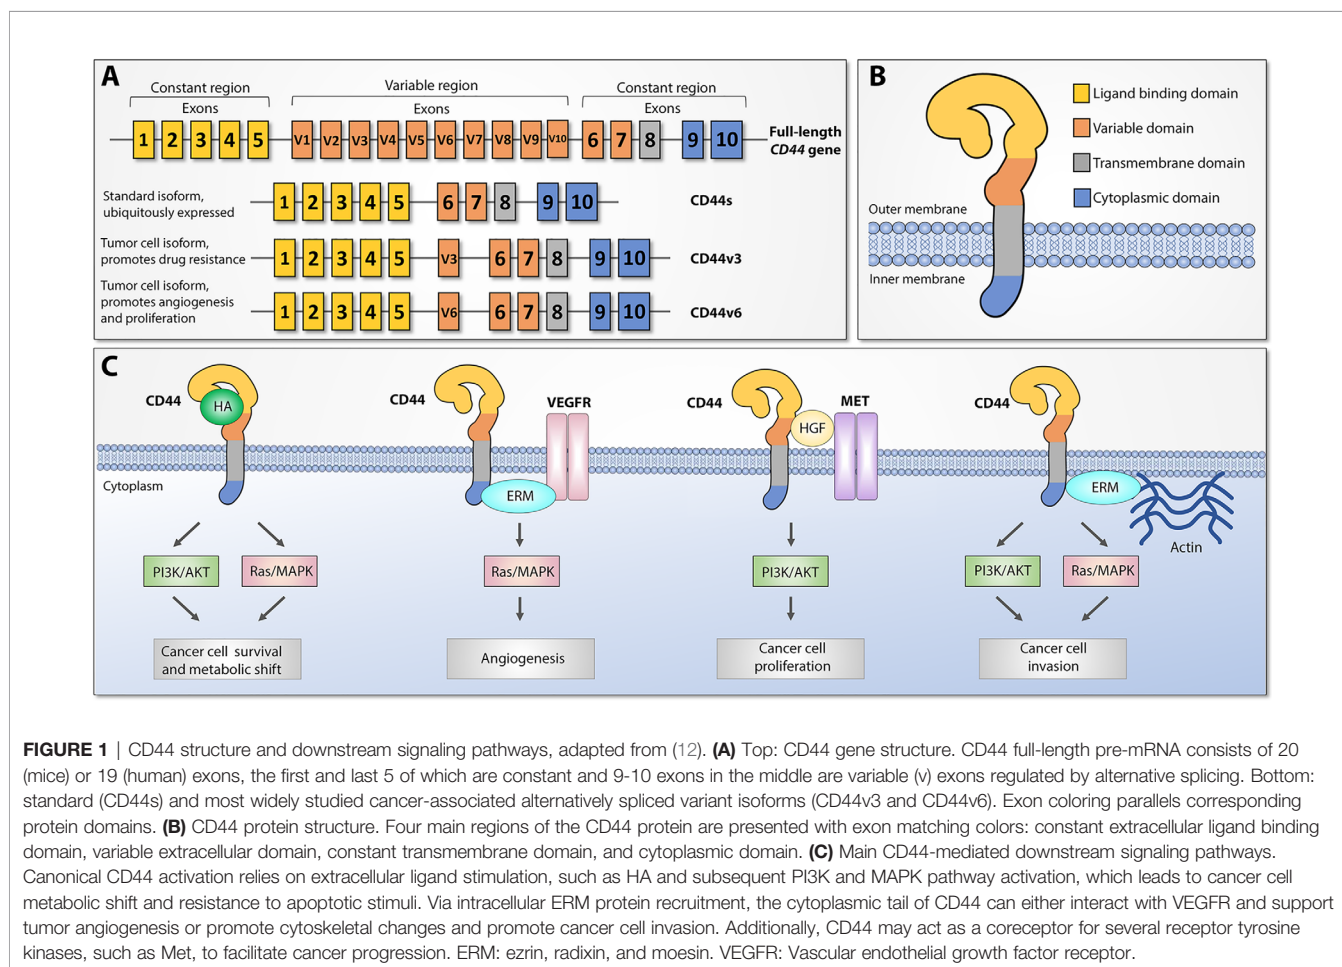 A
Constant region
Variable region
Constant region
Exons
Exons
Exons
1 2 3 4 5 V1 V2 V3 V4 V5 V6 V7 V8 V9 V10 6 7 8 9 10
Full-length
CD44 gene
Standard isoform,
ubiquitously expressed
1 2 3 4 5 6 7 8 9 10
CD44s
Tumor cell isoform,
promotes drug resistance
1 2 3 4 5 V3 6 7 8 9 10
CD44v3
Tumor cell isoform,
promotes angiogenesis
and proliferation
1 2 3 4 5 V6 6 7 8 9 10
CD44v6
B
Ligand binding domain
Variable domain
Transmembrane domain
Cytoplasmic domain
Outer membrane
Inner membrane
C
CD44
HA
Cytoplasm
PI3K/AKT
Ras/MAPK
Cancer cell survival
and metabolic shift
CD44
VEGFR
ERM
Ras/MAPK
Angiogenesis
CD44
HGF
MET
PI3K/AKT
Cancer cell
proliferation
CD44
ERM
Actin
PI3K/AKT
Ras/MAPK
Cancer cell
invasion
FIGURE 1 | CD44 structure and downstream signaling pathways, adapted from (12). (A) Top: CD44 gene structure. CD44 full-length pre-mRNA consists of 20
(mice) or 19 (human) exons, the first and last 5 of which are constant and 9-10 exons in the middle are variable (v) exons regulated by alternative splicing. Bottom:
standard (CD44s) and most widely studied cancer-associated alternatively spliced variant isoforms (CD44v3 and CD44v6). Exon coloring parallels corresponding
protein domains. (B) CD44 protein structure. Four main regions of the CD44 protein are presented with exon matching colors: constant extracellular ligand binding
domain, variable extracellular domain, constant transmembrane domain, and cytoplasmic domain. (C) Main CD44-mediated downstream signaling pathways.
Canonical CD44 activation relies on extracellular ligand stimulation, such as HA and subsequent PI3K and MAPK pathway activation, which leads to cancer cell
metabolic shift and resistance to apoptotic stimuli. Via intracellular ERM protein recruitment, the cytoplasmic tail of CD44 can either interact with VEGFR and support
tumor angiogenesis or promote cytoskeletal changes and promote cancer cell invasion. Additionally, CD44 may act as a coreceptor for several receptor tyrosine
kinases, such as Met, to facilitate cancer progression. ERM: ezrin, radixin, and moesin. VEGFR: Vascular endothelial growth factor receptor.